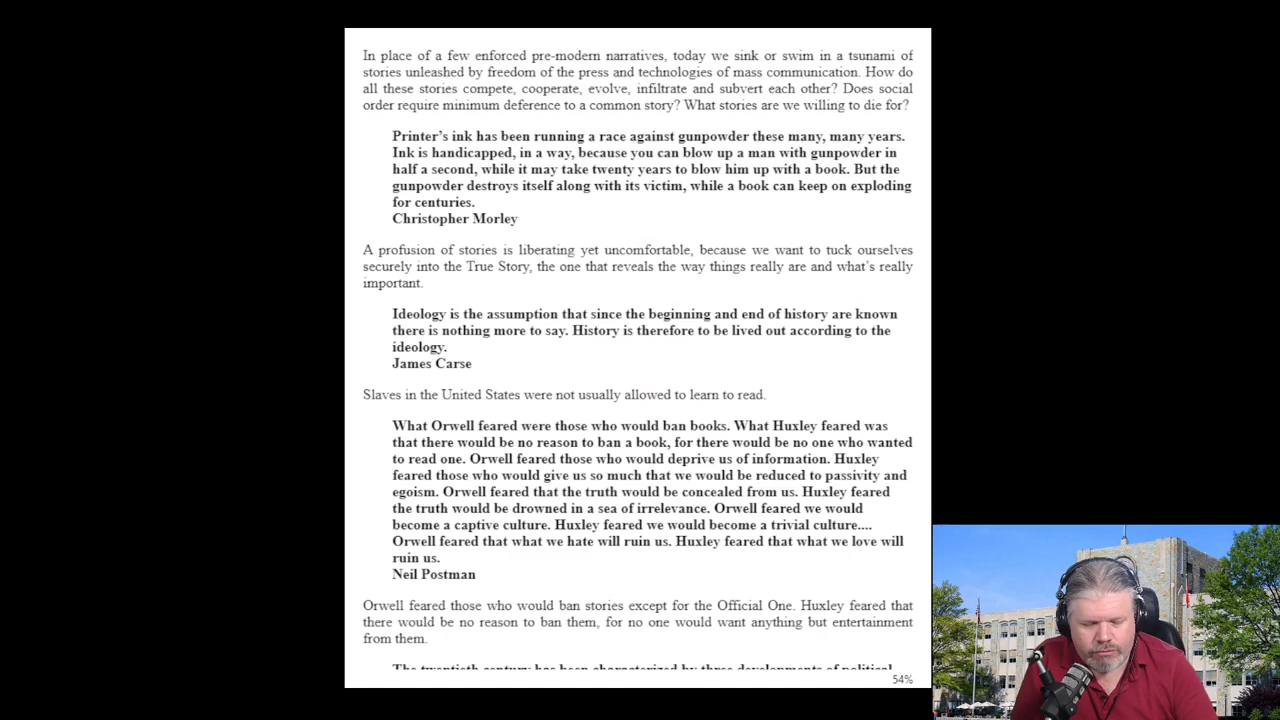 In place of a few enforced pre-modern narratives, today we sink or swim in a tsunami of
stories unleashed by freedom of the press and technologies of mass communication. How do
all these stories compete, cooperate, evolve, infiltrate and subvert each other? Does social
order require minimum deference to a common story? What stories are we willing to die for?
Printer's ink has been running a race against gunpowder these many, many years.
Ink is handicapped, in a way, because you can blow up a man with gunpowder in
half a second, while it may take twenty years to blow him up with a book. But the
gunpowder destroys itself along with its victim, while a book can keep on exploding
for centuries.
Christopher Morley
A profusion of stories is liberating yet uncomfortable, because we want to tuck ourselves
securely into the True Story, the one that reveals the way things really are and what's really
important.
Ideology is the assumption that since the beginning and end of history are known
there is nothing more to say. History is therefore to be lived out according to the
ideology.
James Carse
Slaves in the United States were not usually allowed to learn to read.
What Orwell feared were those who would ban books. What Huxley feared was
that there would be no reason to ban a book, for there would be no one who wanted
to read one. Orwell feared those who would deprive us of information. Huxley
feared those who would give us so much that we would be reduced to passivity and
egoism. Orwell feared that the truth would be concealed from us. Huxley feared
the truth would be drowned in a sea of irrelevance. Orwell feared we would
become a captive culture. Huxley feared we would become a trivial culture....
Orwell feared that what we hate will ruin us. Huxley feared that what we love will
ruin us.
Neil Postman
Orwell feared those who would ban stories except for the Official One. Huxley feared that
there would be no reason to ban them, for no one would want anything but entertainment
from them.
The twentieth century has been characterized by three developments of political
54%